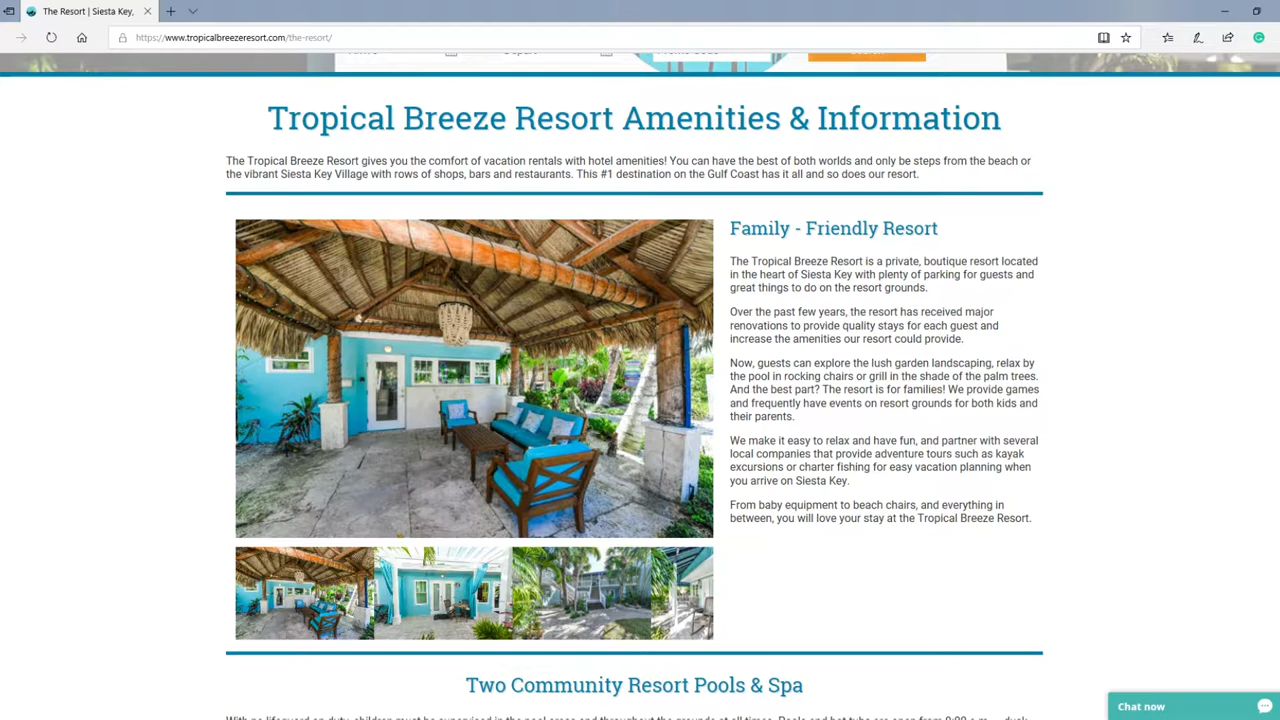 The Resort | Siesta Key,
https://www.tropicalbreezeresort.com/the-resort/
Tropical Breeze Resort Amenities & Information
The Tropical Breeze Resort gives you the comfort of vacation rentals with hotel amenities! You can have the best of both worlds and only be steps from the beach or
the vibrant Siesta Key Village with rows of shops, bars and restaurants. This #1 destination on the Gulf Coast has it all and so does our resort.
Family - Friendly Resort
The Tropical Breeze Resort is a private, boutique resort located
in the heart of Siesta Key with plenty of parking for guests and
great things to do on the resort grounds.
Over the past few years, the resort has received major
renovations to provide quality stays for each guest and
increase the amenities our resort could provide.
Now, guests can explore the lush garden landscaping, relax by
the pool in rocking chairs or grill in the shade of the palm trees.
And the best part? The resort is for families! We provide games
and frequently have events on resort grounds for both kids and
their parents.
We make it easy to relax and have fun, and partner with several
local companies that provide adventure tours such as kayak
excursions or charter fishing for easy vacation planning when
you arrive on Siesta Key.
From baby equipment to beach chairs, and everything in
between, you will love your stay at the Tropical Breeze Resort.
Two Community Resort Pools & Spa
Chat now